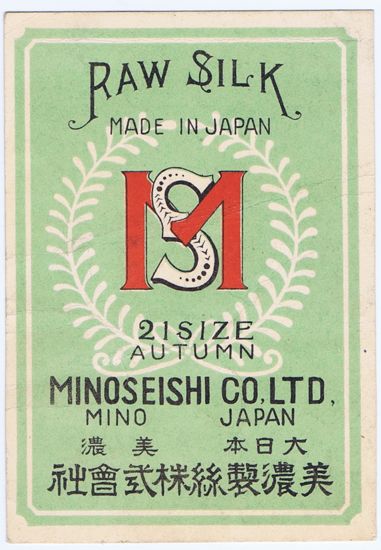 RAW SILK
MADE IN JAPAN
MS
21 SIZE
AUTUMN
MINOSEISHI CO., LTD,
MINO JAPAN
大日本 美濃
美濃製絲株式會社